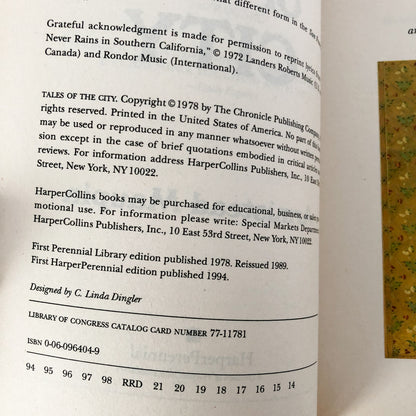 that different form in the San
Grateful acknowledgment is made for permission to reprint lyrics from
Never Rains in Southern California," © 1972 Landers Roberts Music
Canada) and Rondor Music (International).
TALES OF THE CITY. Copyright © 1978 by The Chronicle Publishing Company
rights reserved. Printed in the United States of America. No part of this
may be used or reproduced in any manner whatsoever without written
sion except in the case of brief quotations embodied in critical
reviews. For information address HarperCollins Publishers, Inc., 10 East
Street, New York, NY 10022.
HarperCollins books may be purchased for educational, business, or sales
motional use. For information please write: Special Markets Department
HarperCollins Publishers, Inc., 10 East 53rd Street, New York, NY 10022.
First Perennial Library edition published 1978. Reissued 1989.
First HarperPerennial edition published 1994.
Designed by C. Linda Dingler
LIBRARY OF CONGRESS CATALOG CARD NUMBER 77-11781
ISBN 0-06-096404-9
94 95 96 97 98 RRD 21 20 19 18 17 16 15 14